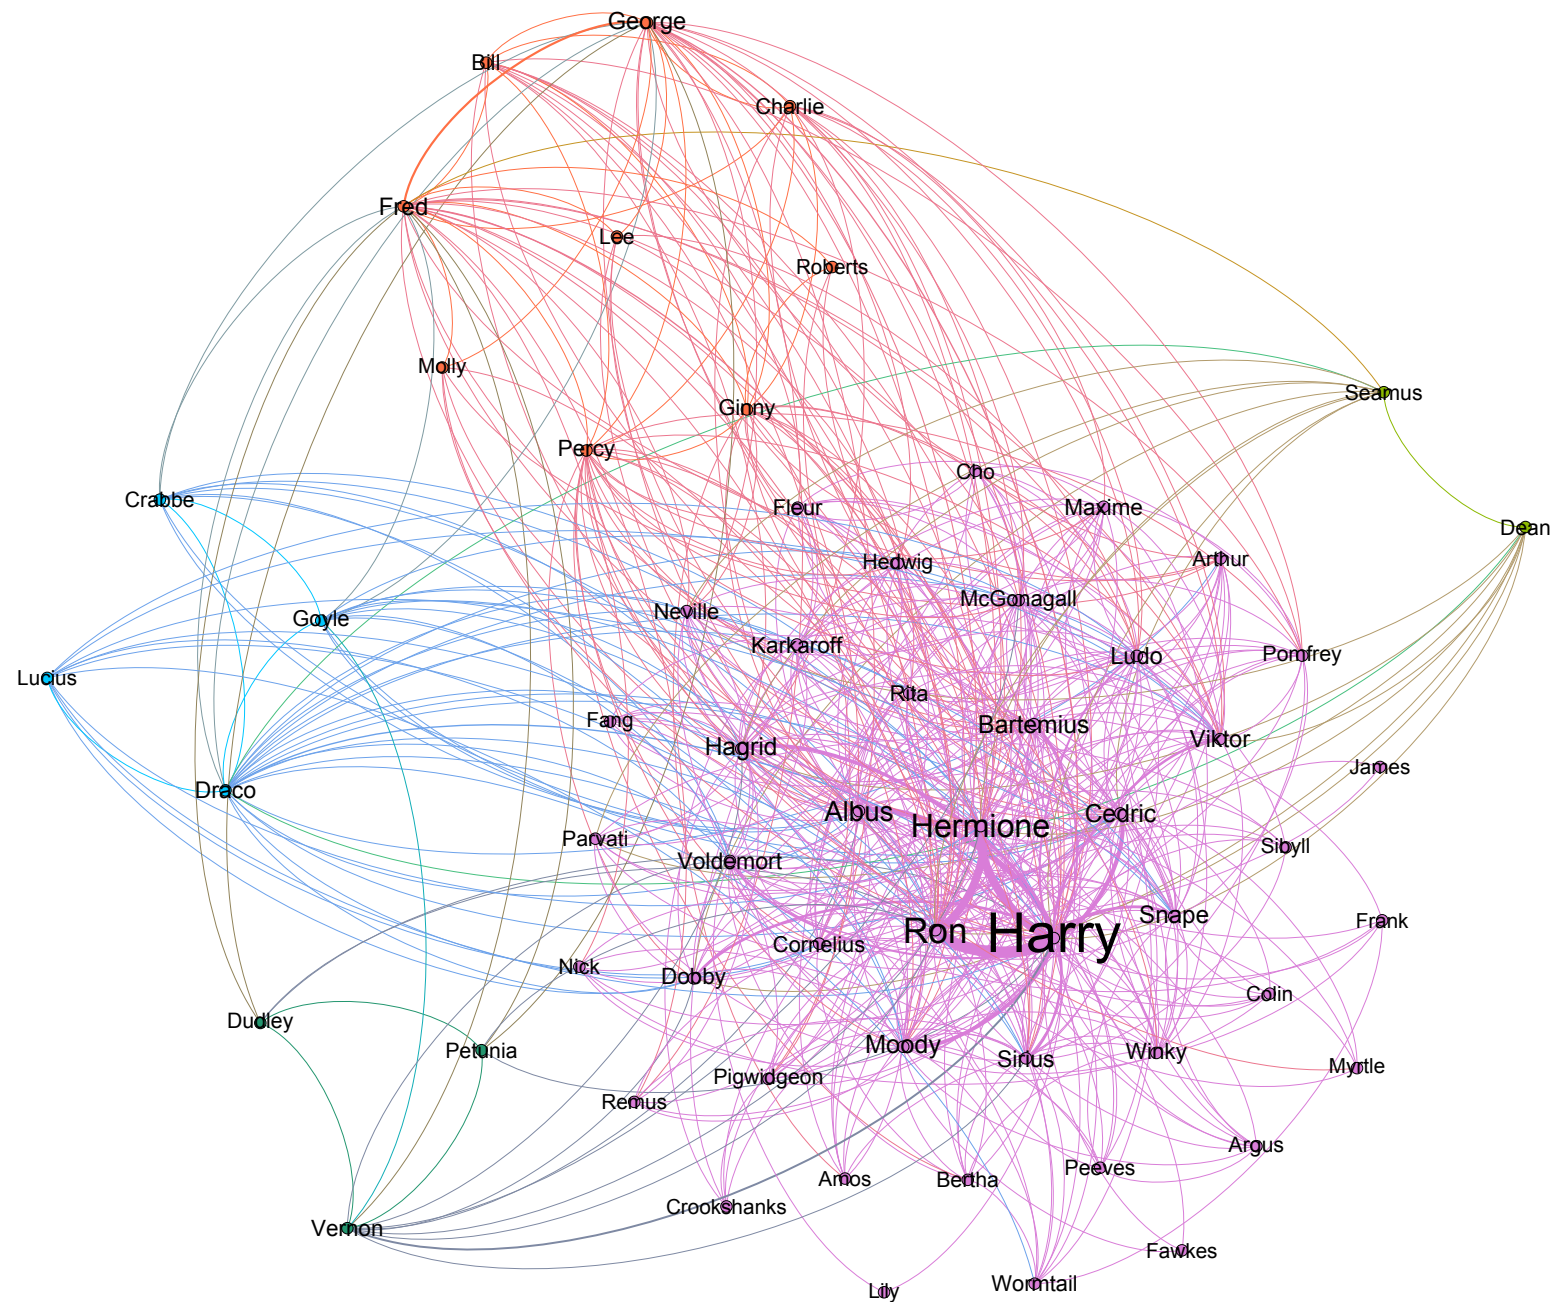 George
Bill
Charlie
Fred
Lee
Roberts
Molly
Seamus
Ginny
Percy
Cho
Crabbe
Fleur
Maxime
Dean
Hedwig
Arthur
McGonagall
Neville
Goyle
Karkaroff
Ludo
Pomfrey
Lucius
Rita
Fang
Bartemius
Hagrid
Viktor
James
Draco
Albus
Cedric
Hermione
Parvati
Sibyll
Voldemort
Snape
Frank
Ron
Harry
Cornelius
Nick
Dobby
Colin
Dudley
Petunia
Moody
Sirius
Winky
Myrtle
Pigwidgeon
Remus
Argus
Peeves
Amos
Bertha
Crookshanks
Vernon
Fawkes
Wormtail
Lily